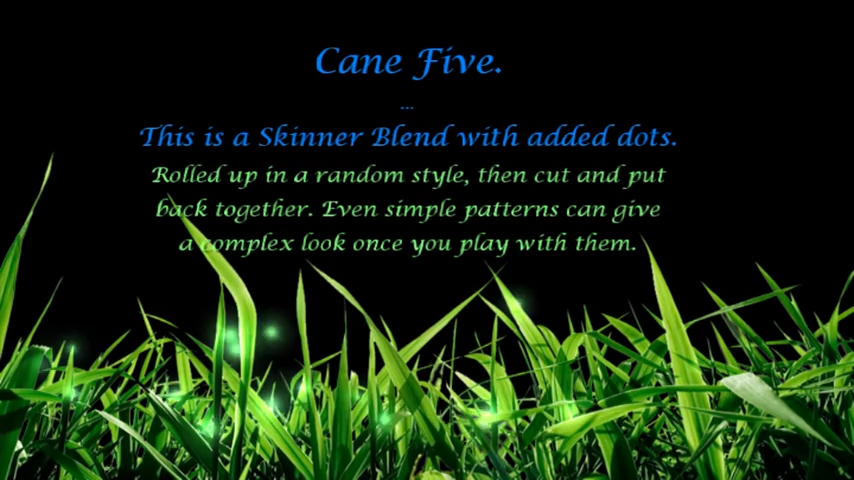 Cane Five.
...
This is a Skinner Blend with added dots.
Rolled up in a random style, then cut and put
back together. Even simple patterns can give
a complex look once you play with them.